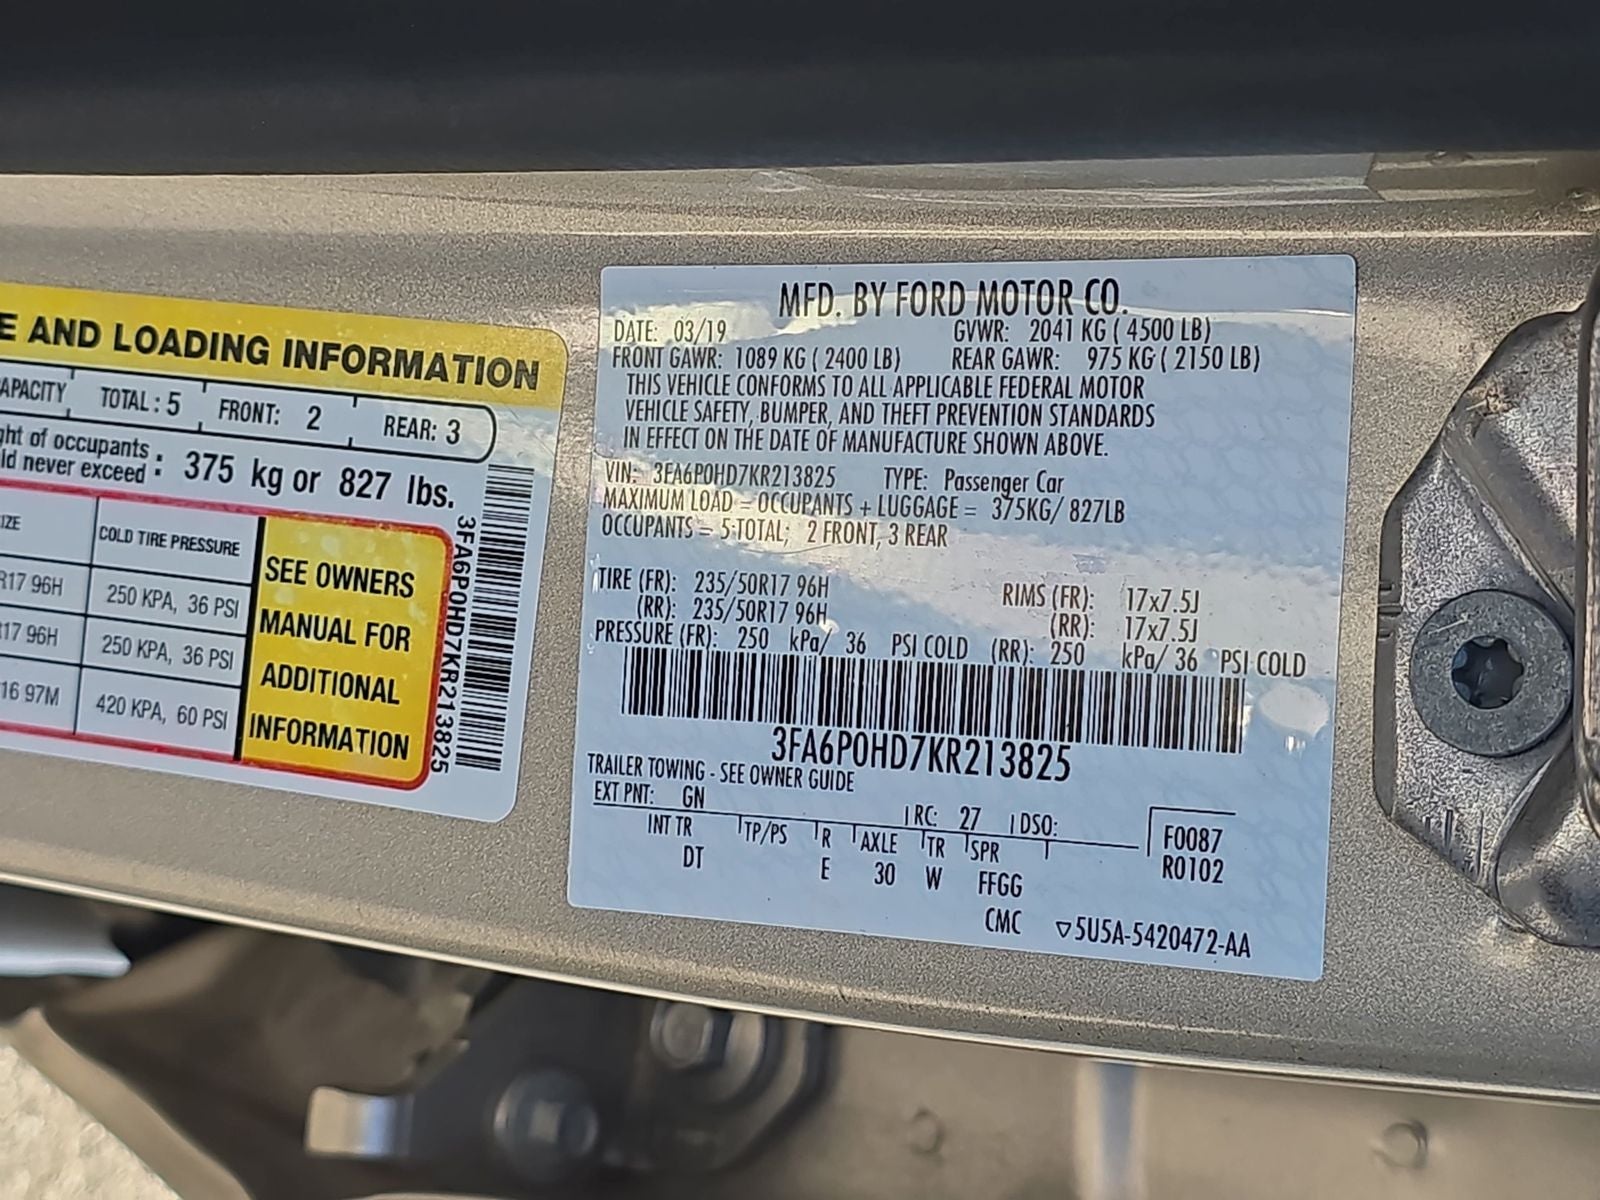 E AND LOADING INFORMATION
APACITY TOTAL: 5 FRONT: 2 REAR: 3
ght of occupants
ld never exceed : 375 kg or 827 lbs.
IZE COLD TIRE PRESSURE
R17 96H 250 KPA, 36 PSI
R17 96H 250 KPA, 36 PSI
16 97M 420 KPA, 60 PSI
SEE OWNERS
MANUAL FOR
ADDITIONAL
INFORMATION
3FA6P0HD7KR213825
MFD. BY FORD MOTOR CO.
DATE: 03/19 GVWR: 2041 KG ( 4500 LB)
FRONT GAWR: 1089 KG ( 2400 LB) REAR GAWR: 975 KG ( 2150 LB)
THIS VEHICLE CONFORMS TO ALL APPLICABLE FEDERAL MOTOR
VEHICLE SAFETY, BUMPER, AND THEFT PREVENTION STANDARDS
IN EFFECT ON THE DATE OF MANUFACTURE SHOWN ABOVE.
VIN: 3FA6P0HD7KR213825 TYPE: Passenger Car
MAXIMUM LOAD = OCCUPANTS + LUGGAGE = 375KG/ 827LB
OCCUPANTS = 5 TOTAL; 2 FRONT, 3 REAR
TIRE (FR): 235/50R17 96H RIMS (FR): 17x7.5J
(RR): 235/50R17 96H (RR): 17x7.5J
PRESSURE (FR): 250 kPa/ 36 PSI COLD (RR): 250 kPa/ 36 PSI COLD
3FA6P0HD7KR213825
TRAILER TOWING - SEE OWNER GUIDE
EXT PNT: GN RC: 27 DSO:
INT TR TP/PS R AXLE TR SPR F0087
DT E 30 W FFGG R0102
CMC ▽5U5A-5420472-AA